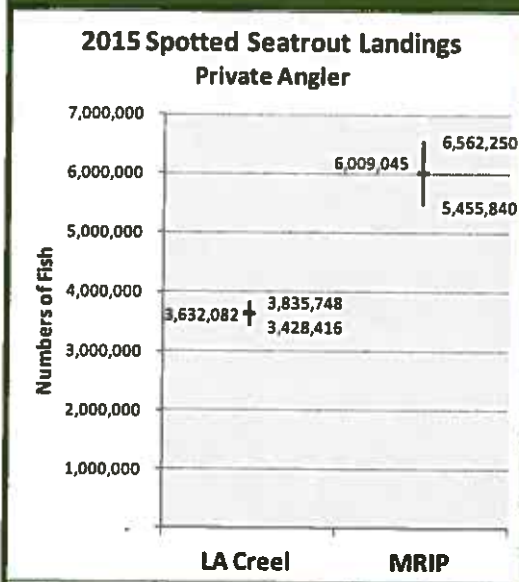 2015 Spotted Seatrout Landings
Private Angler
7,000,000
6,000,000
5,000,000
4,000,000
3,000,000
2,000,000
1,000,000
-
Numbers of Fish
3,632,082
3,835,748
3,428,416
6,009,045
6,562,250
5,455,840
LA Creel
MRIP